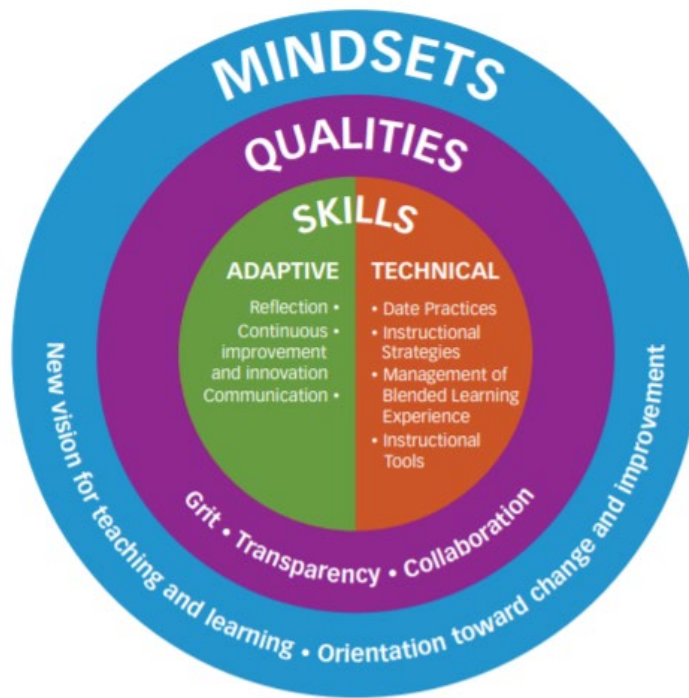 MINDSETS
QUALITIES
SKILLS
ADAPTIVE
Reflection •
Continuous •
improvement
and innovation
Communication •
TECHNICAL
• Date Practices
• Instructional
Strategies
• Management of
Blended Learning
Experience
• Instructional
Tools
Grit • Transparency • Collaboration
New vision for teaching and learning • Orientation toward change and improvement